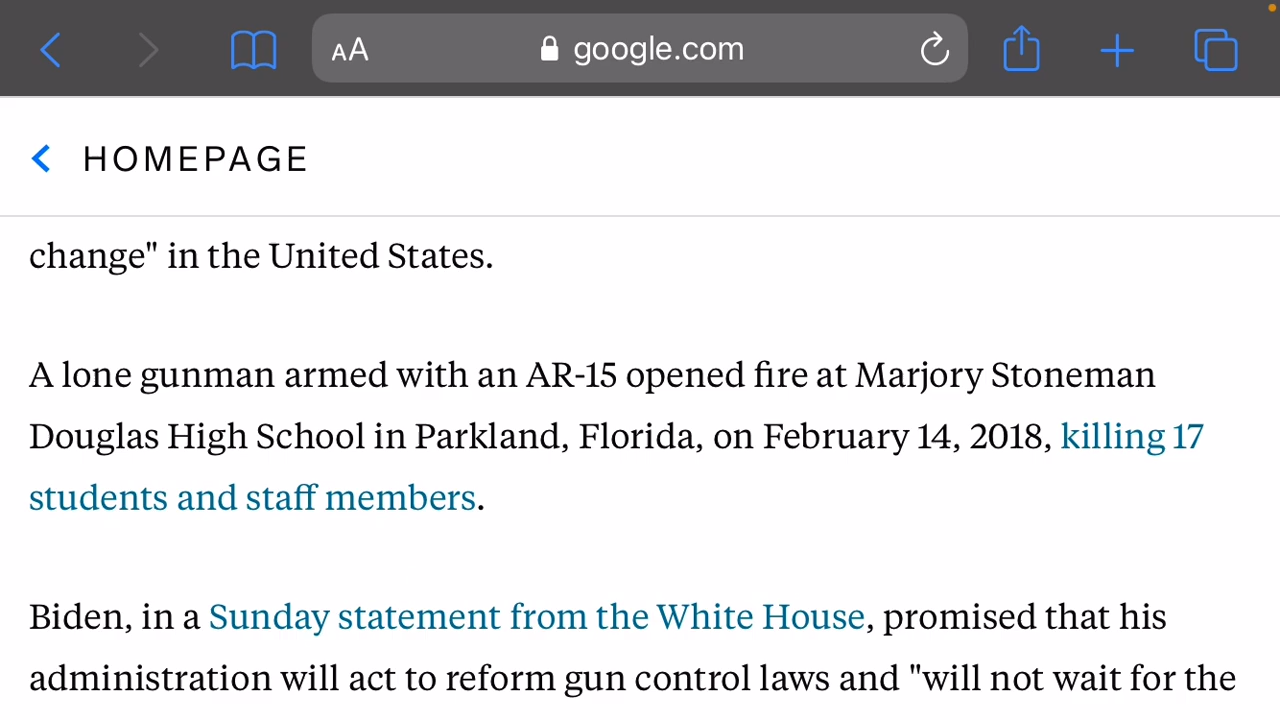 AA google.com
HOMEPAGE
change" in the United States.
A lone gunman armed with an AR-15 opened fire at Marjory Stoneman
Douglas High School in Parkland, Florida, on February 14, 2018, killing 17
students and staff members.
Biden, in a Sunday statement from the White House, promised that his
administration will act to reform gun control laws and "will not wait for the